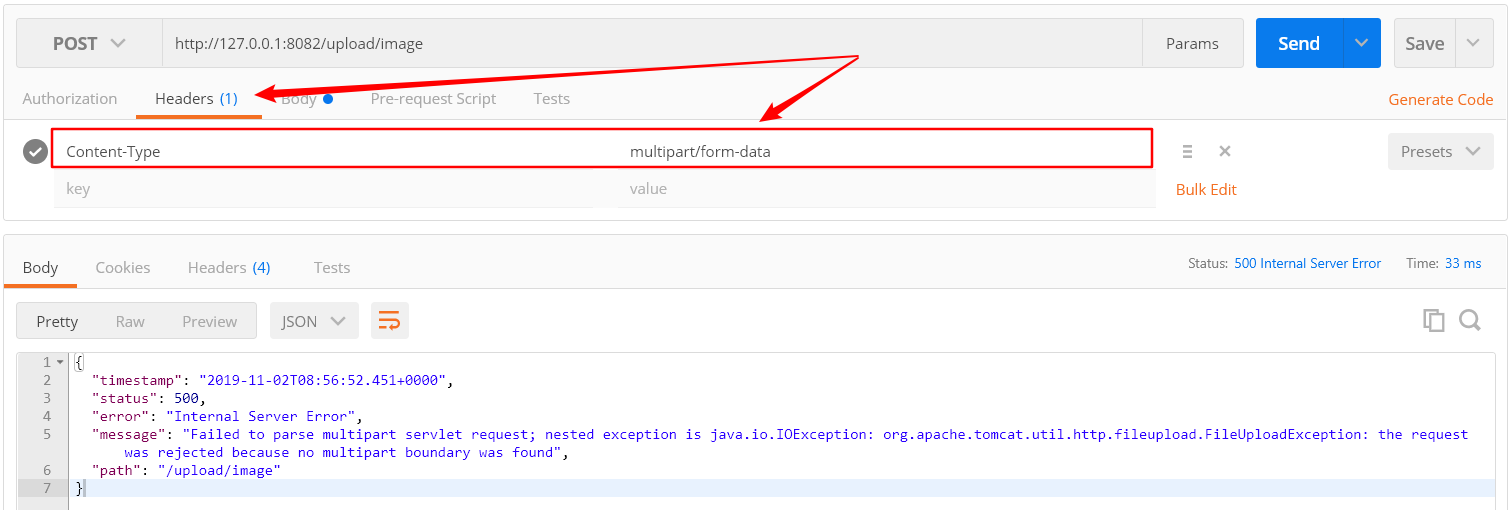 POST http://127.0.0.1:8082/upload/image Params Send Save
Authorization Headers (1) Body Pre-request Script Tests Generate Code
Content-Type multipart/form-data Presets
key value Bulk Edit
Body Cookies Headers (4) Tests Status: 500 Internal Server Error Time: 33 ms
Pretty Raw Preview JSON
1 {
2 "timestamp": "2019-11-02T08:56:52.451+0000",
3 "status": 500,
4 "error": "Internal Server Error",
5 "message": "Failed to parse multipart servlet request; nested exception is java.io.IOException: org.apache.tomcat.util.http.fileupload.FileUploadException: the request
was rejected because no multipart boundary was found",
6 "path": "/upload/image"
7 }